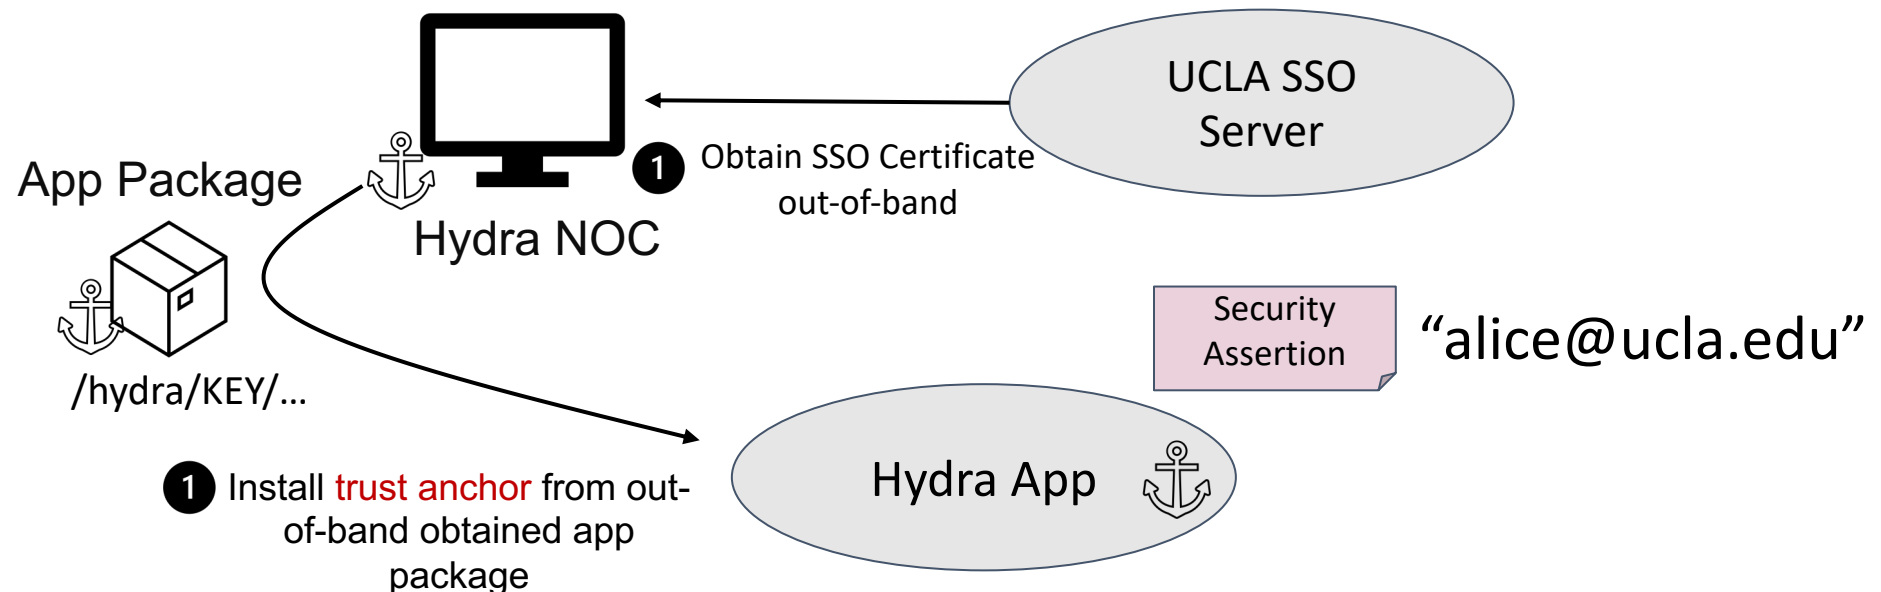 UCLA SSO
Server
1
Obtain SSO Certificate
out-of-band
App Package
Hydra NOC
/hydra/KEY/...
Security
Assertion
“alice@ucla.edu”
Hydra App
1
Install trust anchor from out-
of-band obtained app
package